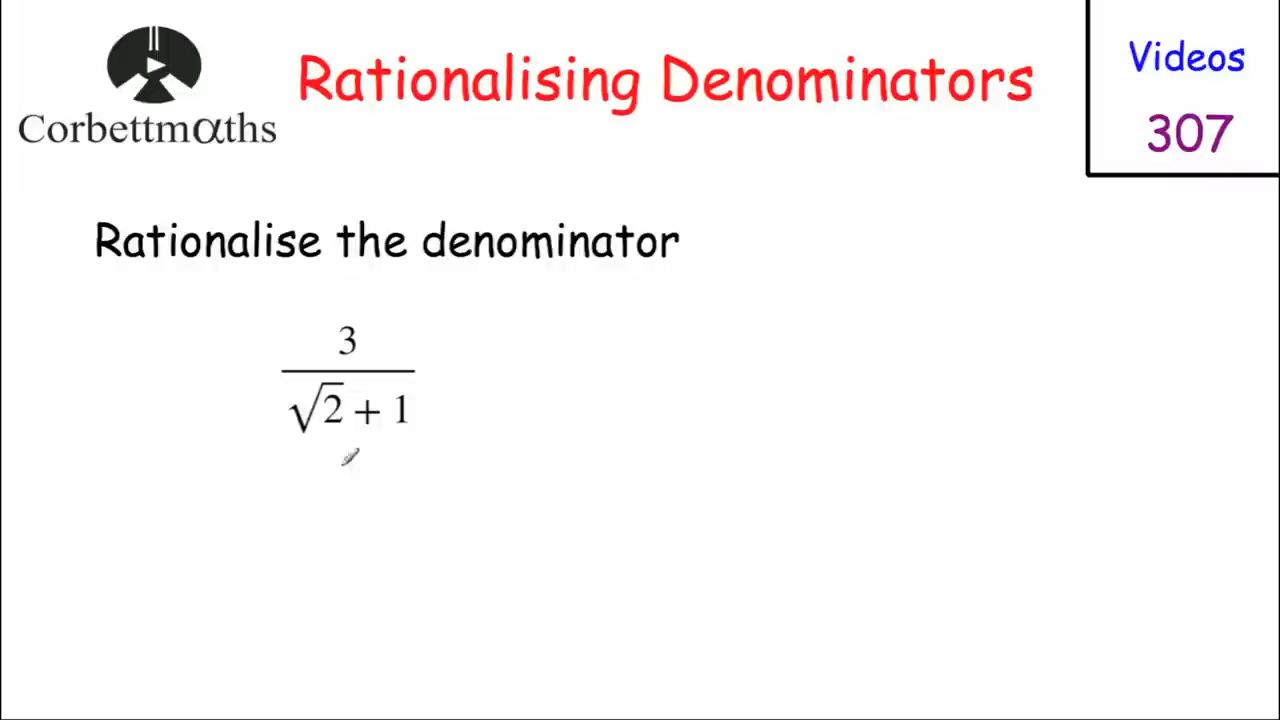 Corbettmαths
Rationalising Denominators
Videos
307
Rationalise the denominator
3
√2 + 1